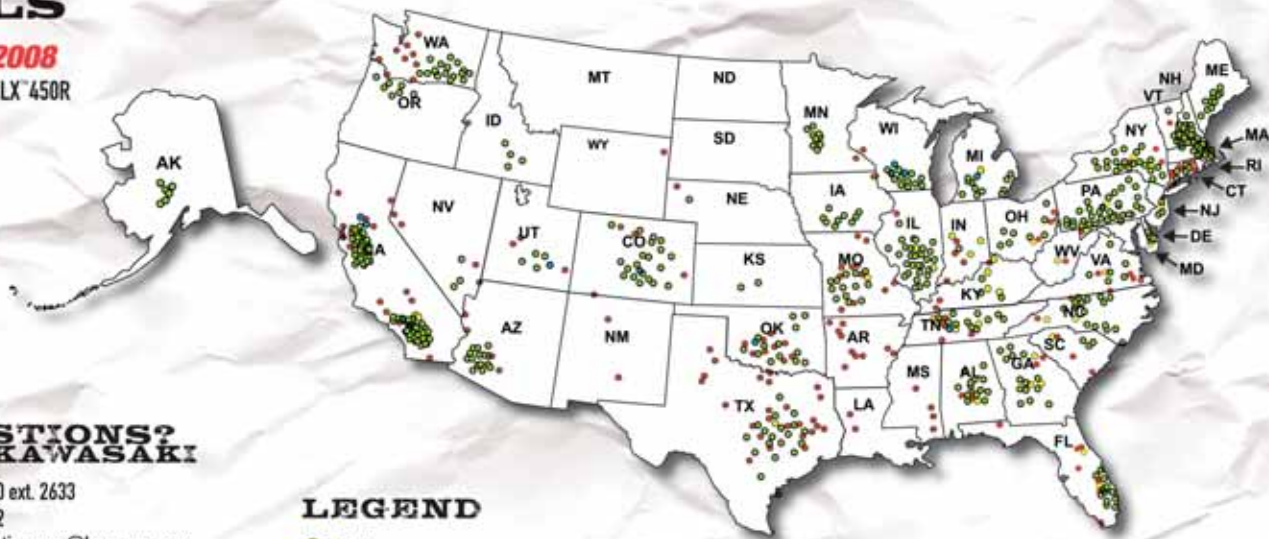 LS
2008
LX™ 450R
STIONS?
KAWASAKI
0 ext. 2633
2
LEGEND
AK
WA
OR
ID
MT
WY
ND
SD
NE
MN
WI
MI
IA
IL
IN
OH
NV
UT
CO
KS
MO
KY
WV
VA
PA
NY
VT
NH
ME
MA
RI
CT
NJ
DE
MD
CA
AZ
NM
OK
AR
TN
NC
SC
MS
AL
GA
TX
LA
FL